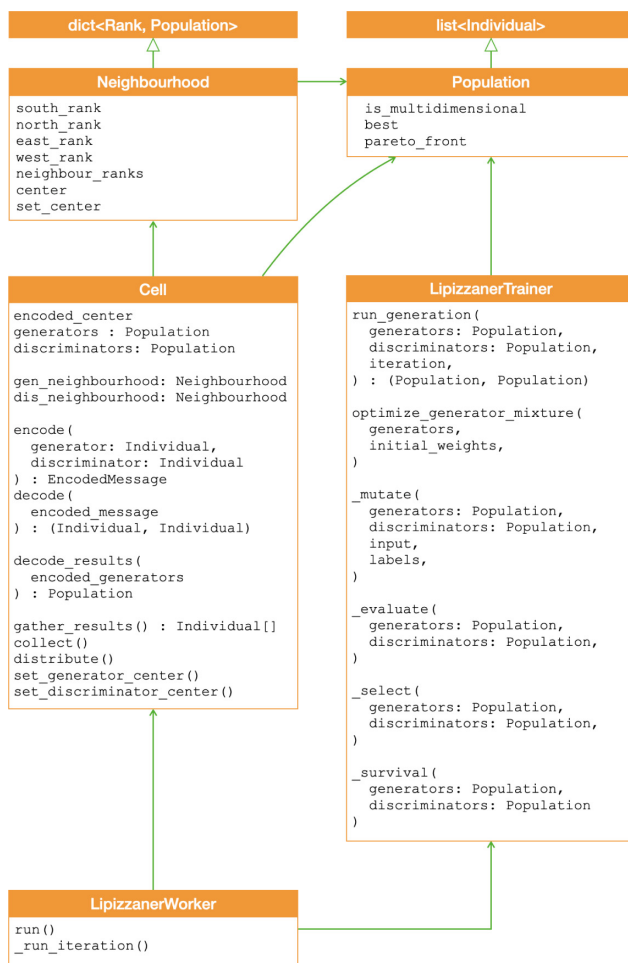 dict<Rank, Population>
list<Individual>
Neighbourhood
south_rank
north_rank
east_rank
west_rank
neighbour_ranks
center
set_center
Population
is_multidimensional
best
pareto_front
Cell
encoded_center
generators : Population
discriminators: Population
gen_neighbourhood: Neighbourhood
dis_neighbourhood: Neighbourhood
encode(
generator: Individual,
discriminator: Individual
) : EncodedMessage
decode(
encoded_message
) : (Individual, Individual)
decode_results(
encoded_generators
) : Population
gather_results() : Individual[]
collect()
distribute()
set_generator_center()
set_discriminator_center()
LipizzanerTrainer
run_generation(
generators: Population,
discriminators: Population,
iteration,
) : (Population, Population)
optimize_generator_mixture(
generators,
initial_weights,
)
_mutate(
generators: Population,
discriminators: Population,
input,
labels,
)
_evaluate(
generators: Population,
discriminators: Population,
)
_select(
generators: Population,
discriminators: Population,
)
_survival(
generators: Population,
discriminators: Population
)
LipizzanerWorker
run()
_run_iteration()